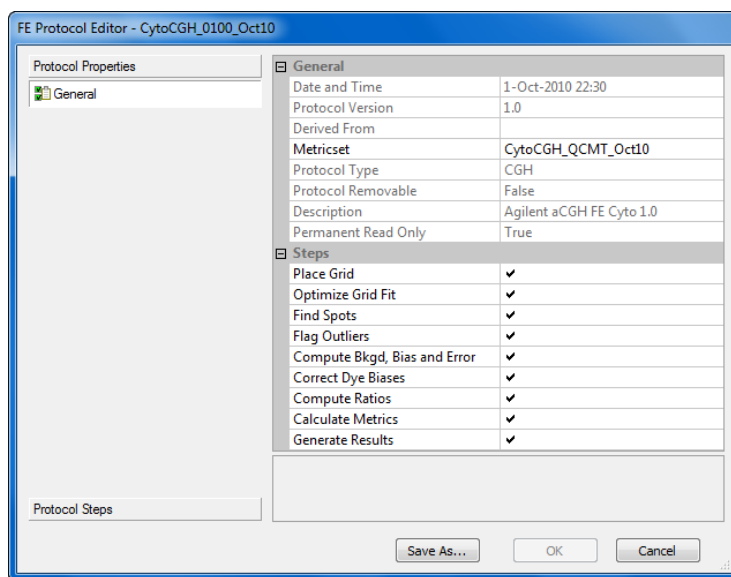 FE Protocol Editor - CytoCGH_0100_Oct10
Protocol Properties
General
Protocol Steps
General
Date and Time 1-Oct-2010 22:30
Protocol Version 1.0
Derived From
Metricset CytoCGH_QCMT_Oct10
Protocol Type CGH
Protocol Removable False
Description Agilent aCGH FE Cyto 1.0
Permanent Read Only True
Steps
Place Grid
Optimize Grid Fit
Find Spots
Flag Outliers
Compute Bkgd, Bias and Error
Correct Dye Biases
Compute Ratios
Calculate Metrics
Generate Results
Save As... OK Cancel